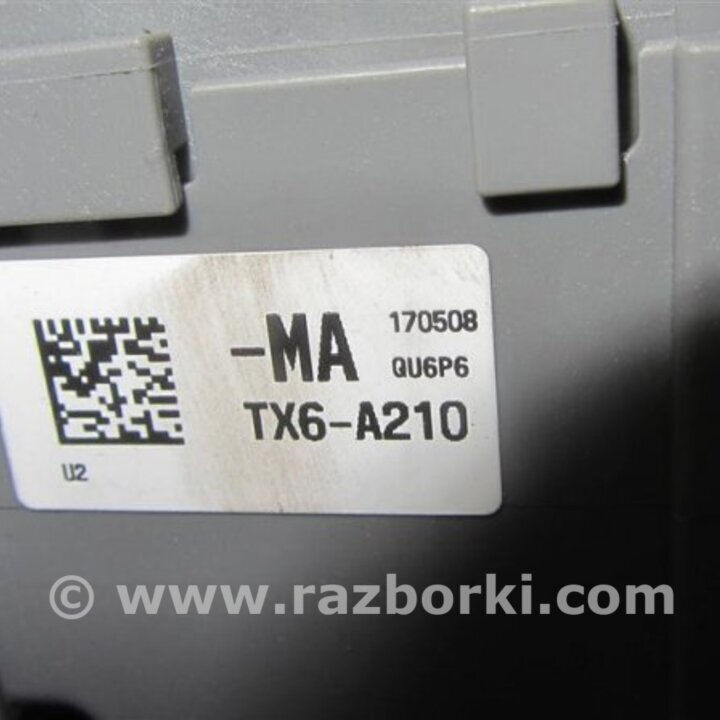 -MA 170508
QU6P6
TX6-A210
U2
© www.razborki.com